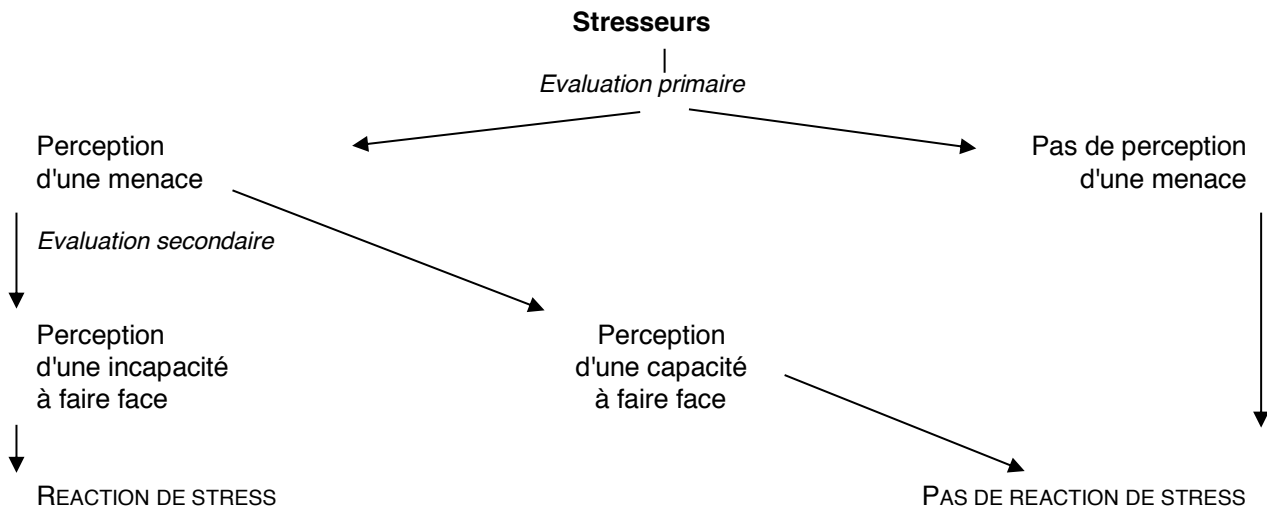 Stresseurs
Evaluation primaire
Perception
d'une menace
Pas de perception
d'une menace
Evaluation secondaire
Perception
d'une incapacité
à faire face
Perception
d'une capacité
à faire face
REACTION DE STRESS
PAS DE REACTION DE STRESS